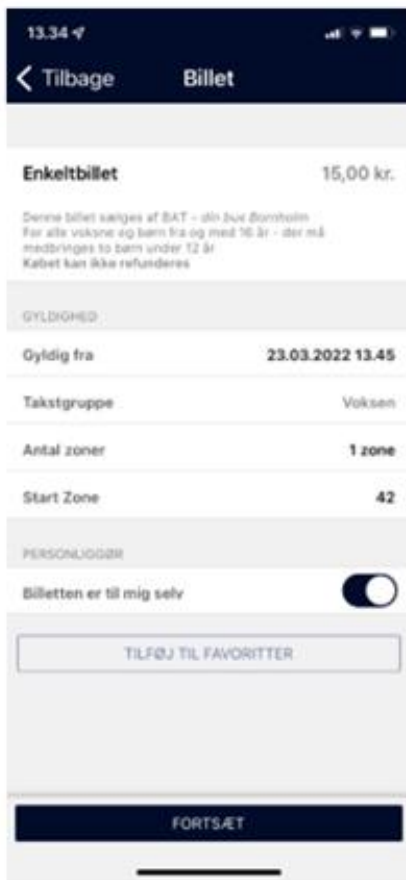 13.34
Tilbage
Billet
Enkeltbillet 15,00 kr.
Denne billet sælges af BAT - din bus Bornholm
For alle voksne og børn fra og med 16 år - der må
medbringes to børn under 12 år
Købet kan ikke refunderes
GYLDIGHED
Gyldig fra 23.03.2022 13.45
Takstgruppe Voksen
Antal zoner 1 zone
Start Zone 42
PERSONLIGGØR
Billetten er til mig selv
TILFØJ TIL FAVORITTER
FORTSÆT